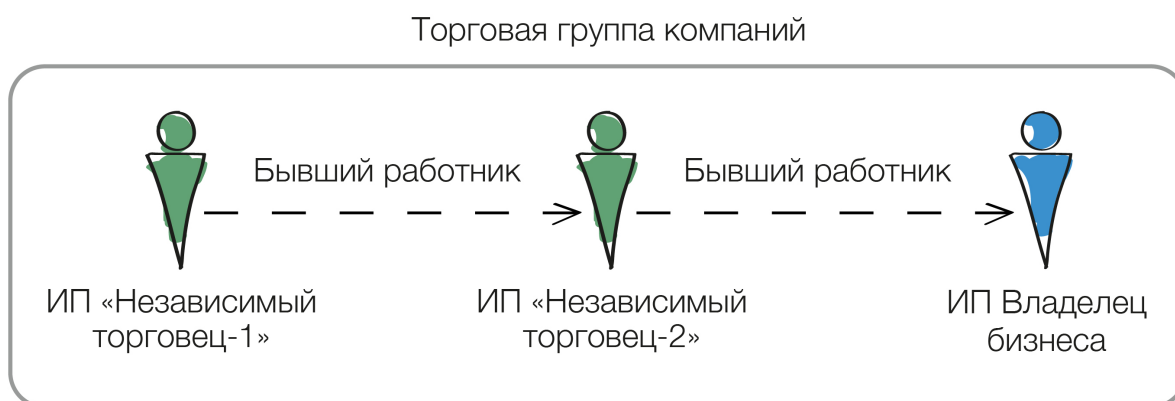 Торговая группа компаний
Бывший работник
Бывший работник
ИП «Независимый
торговец-1»
ИП «Независимый
торговец-2»
ИП Владелец
бизнеса